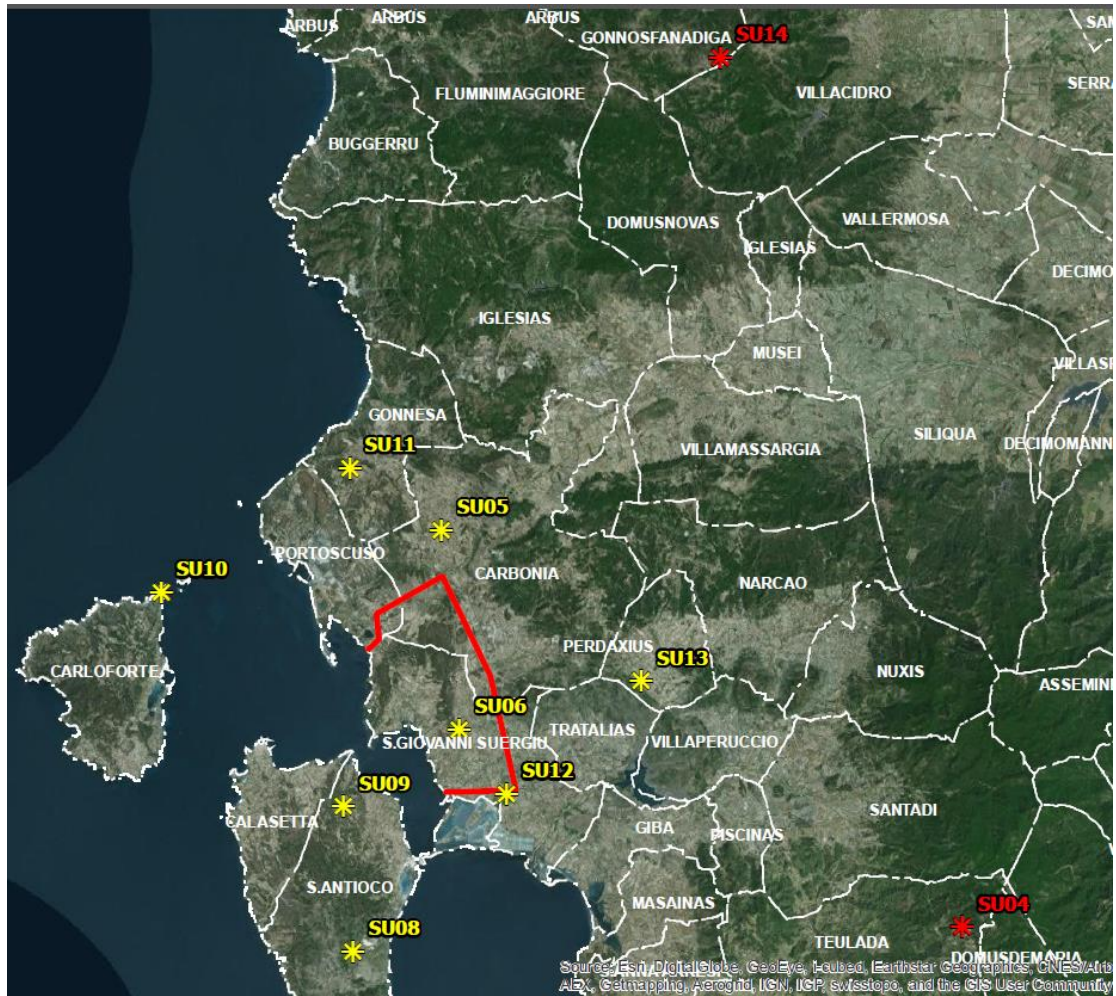 ARBUS
ARBUS
ARBUS
GONNOSFANADIGA
SU14
FLUMINIMAGGIORE
VILLACIDRO
SERRA
BUGGERRU
DOMUSNOVAS
VALLERMOSA
IGLESIAS
DECIMO
IGLESIAS
MUSEI
VILLASP
GONNESA
SU11
VILLAMASSARGIA
SILIQUA
DECIMOMANN
SU05
PORTOSCUSO
CARBONIA
SU10
NARCAO
PERDAXIUS
SU13
CARLOFORTE
NUXIS
ASSEMINI
SU06
S.GIOVANNI SUERGIU
TRATALIAS
VILLAPERUCCIO
SU12
SU09
CALASETTA
GIBA
PISCINAS
SANTADI
S.ANTIOCO
MASAINAS
SU04
SU08
TEULADA
DOMUSDEMARIA
Source: Esri, DigitalGlobe, GeoEye, i-cubed, Earthstar Geographics, CNES/Airb
AEX, Getmapping, Aerogrid, IGN, IGP, swisstopo, and the GIS User Community